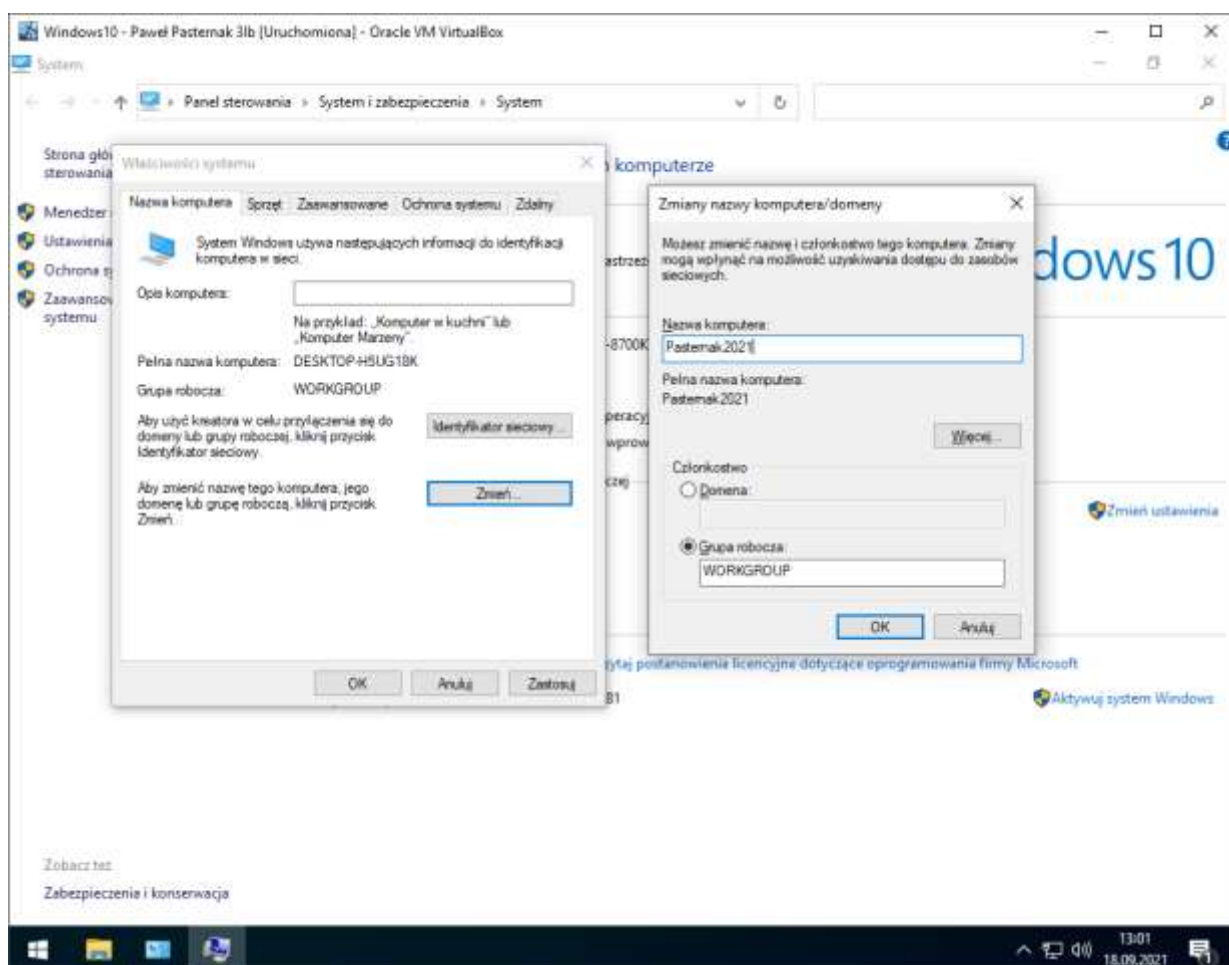 Windows10 - Paweł Pasternak 3lb [Uruchomiona] - Oracle VM VirtualBox
System
Panel sterowania › System i zabezpieczenia › System
Strona głó
sterowania
Menedżer
Ustawienia
Ochrona s
Zaawansow
systemu
komputerze
dows 10
astrzeż
-8700K
peracyj
wprow
czej
Zmień ustawienia
ytaj postanowienia licencyjne dotyczące oprogramowania firmy Microsoft
81
Aktywuj system Windows
Właściwości systemu
Nazwa komputera Sprzęt Zaawansowane Ochrona systemu Zdalny
System Windows używa następujących informacji do identyfikacji
komputera w sieci.
Opis komputera:
Na przykład: „Komputer w kuchni" lub
„Komputer Marzeny".
Pełna nazwa komputera: DESKTOP-H5UG18K
Grupa robocza: WORKGROUP
Aby użyć kreatora w celu przyłączenia się do
domeny lub grupy roboczej, kliknij przycisk
Identyfikator sieciowy.
Identyfikator sieciowy...
Aby zmienić nazwę tego komputera, jego
domenę lub grupę roboczą, kliknij przycisk
Zmień.
Zmień...
OK Anuluj Zastosuj
Zmiany nazwy komputera/domeny
Możesz zmienić nazwę i członkostwo tego komputera. Zmiany
mogą wpłynąć na możliwość uzyskiwania dostępu do zasobów
sieciowych.
Nazwa komputera:
Pasternak2021
Pełna nazwa komputera:
Pasternak2021
Więcej...
Członkostwo
Domena:
Grupa robocza:
WORKGROUP
OK Anuluj
Zobacz też
Zabezpieczenia i konserwacja
13:01
18.09.2021